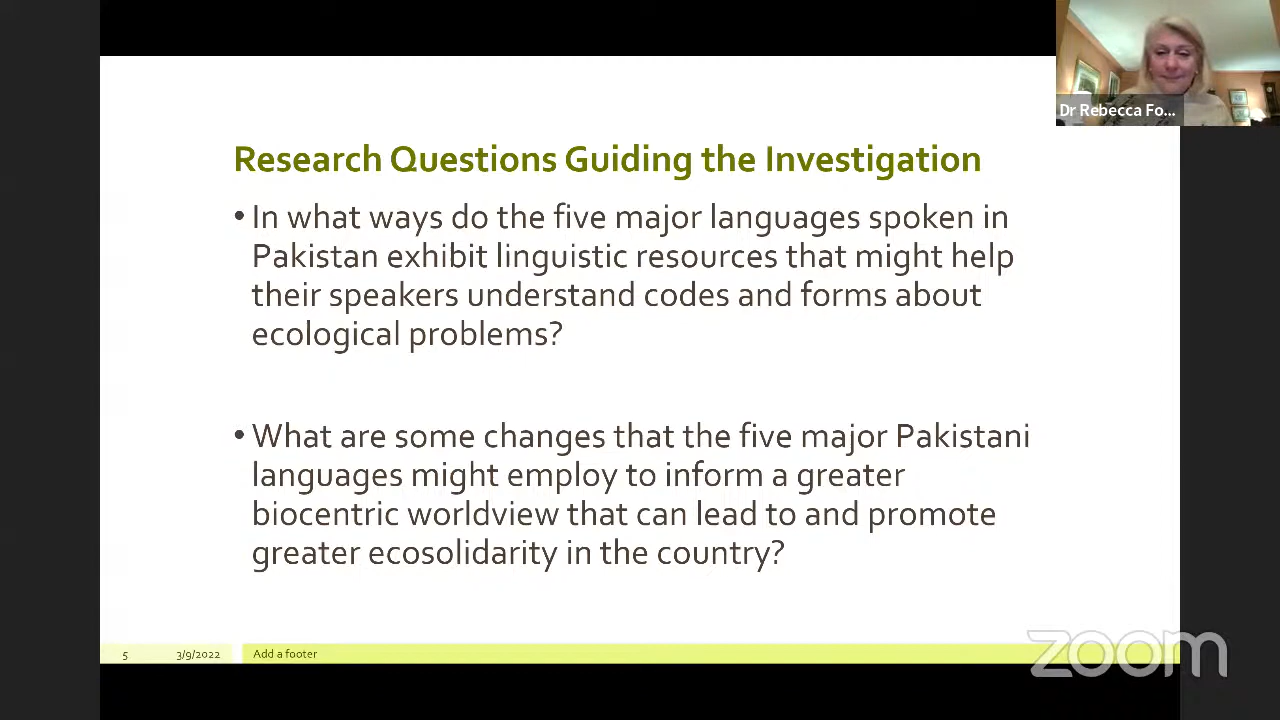 Dr Rebecca Fo...
Research Questions Guiding the Investigation
• In what ways do the five major languages spoken in
Pakistan exhibit linguistic resources that might help
their speakers understand codes and forms about
ecological problems?
• What are some changes that the five major Pakistani
languages might employ to inform a greater
biocentric worldview that can lead to and promote
greater ecosolidarity in the country?
5 3/9/2022 Add a footer
zoom